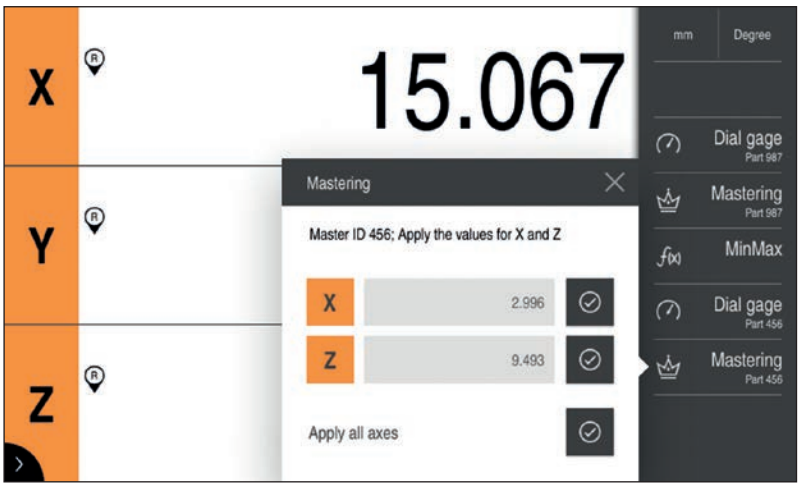 X
R
15.067
mm
Degree
Dial gage
Part 987
Mastering
Part 987
f(x)
MinMax
Dial gage
Part 456
Mastering
Part 456
Y
R
Z
R
Mastering
Master ID 456; Apply the values for X and Z
X
2.996
Z
9.493
Apply all axes